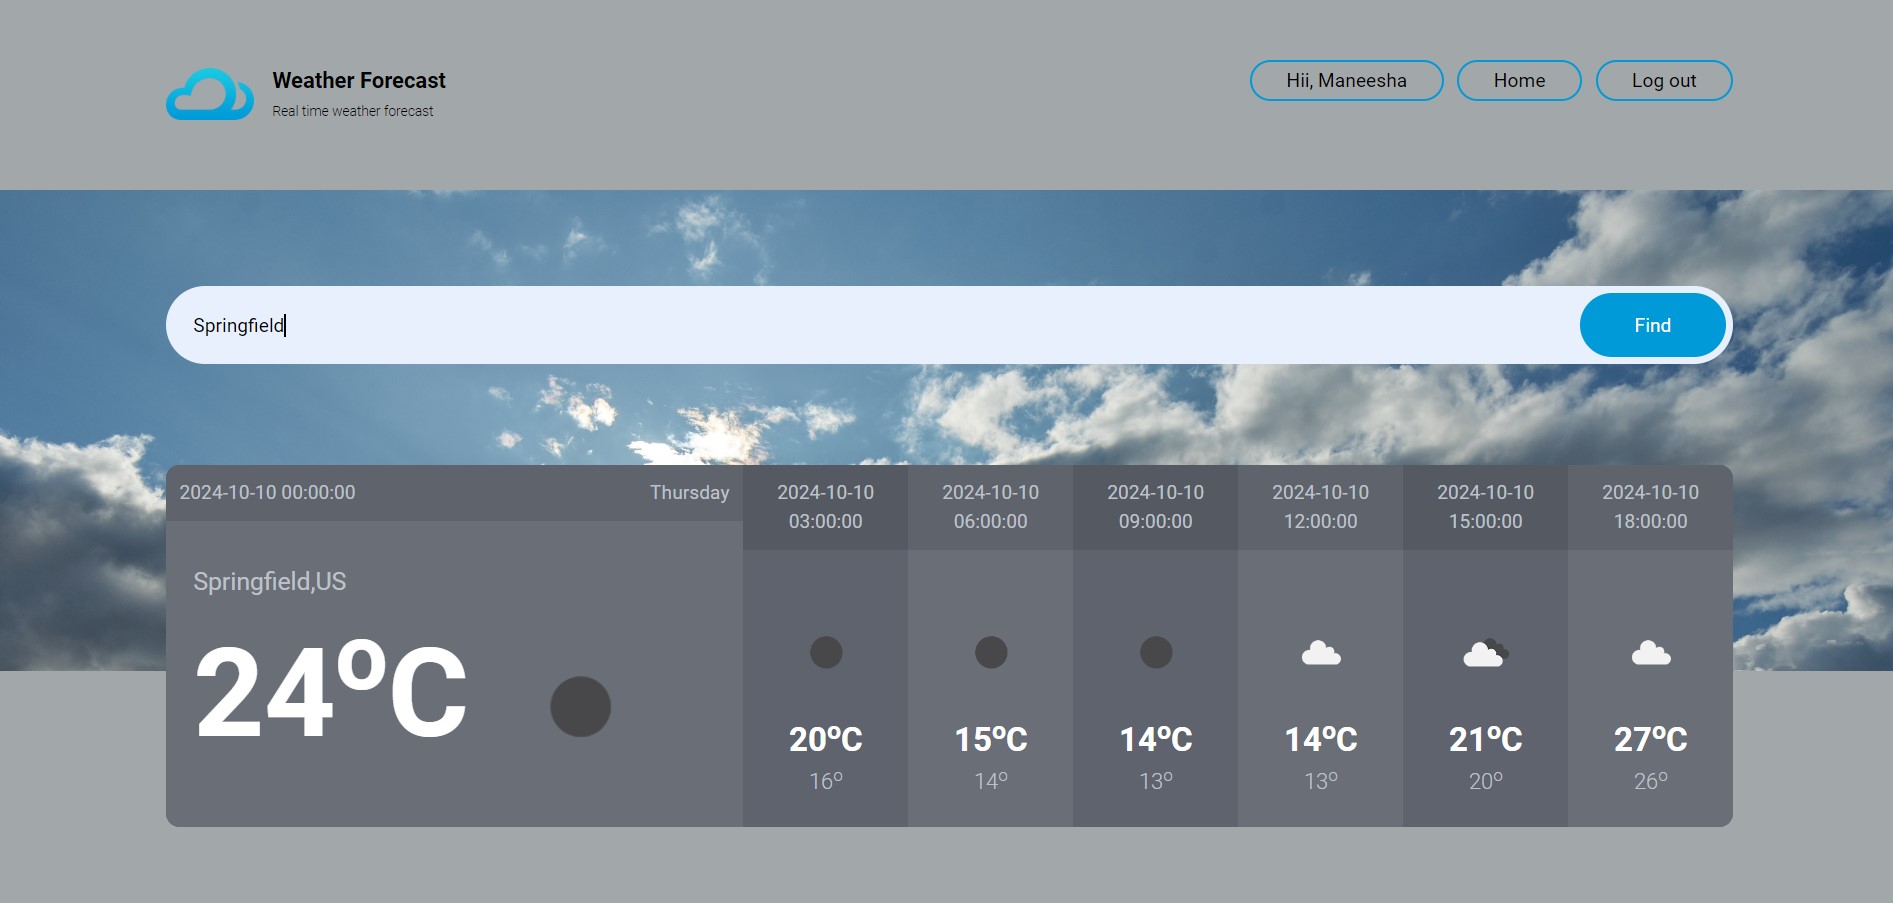 Weather Forecast
Real time weather forecast
Hii, Maneesha
Home
Log out
Springfield
Find
2024-10-10 00:00:00
Thursday
Springfield,US
24ºC
2024-10-10
03:00:00
20ºC
16º
2024-10-10
06:00:00
15ºC
14º
2024-10-10
09:00:00
14ºC
13º
2024-10-10
12:00:00
14ºC
13º
2024-10-10
15:00:00
21ºC
20º
2024-10-10
18:00:00
27ºC
26º